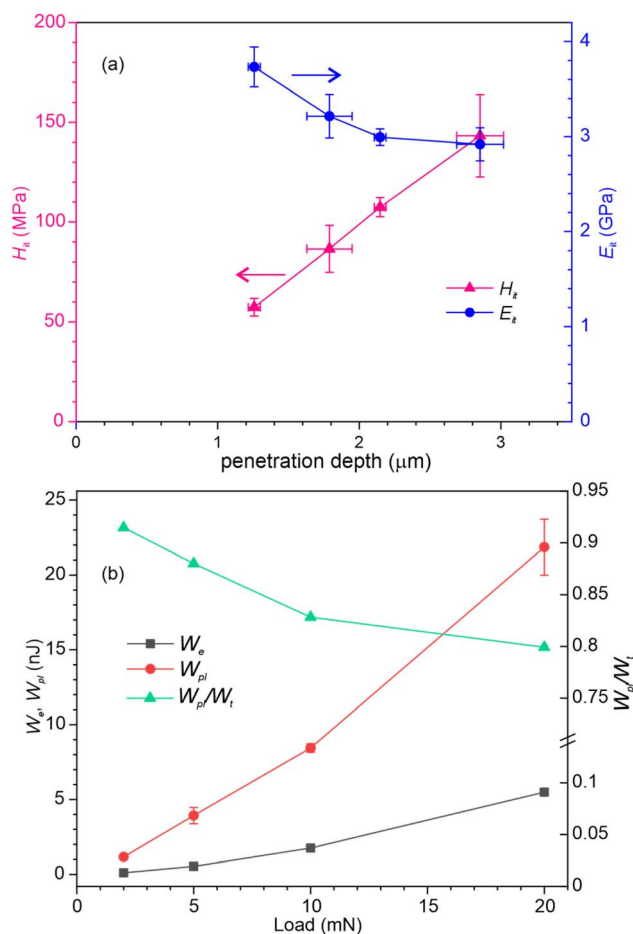 (a)
200
150
100
50
0
H_it (MPa)
4
3
2
1
0
E_it (GPa)
H_it
E_it
0 1 2 3
penetration depth (μm)
(b)
25
20
15
10
5
0
W_e, W_pl (nJ)
0.95
0.9
0.85
0.8
0.75
0.1
0.05
0
W_pl/W_t
W_e
W_pl
W_pl/W_t
0 5 10 15 20
Load (mN)